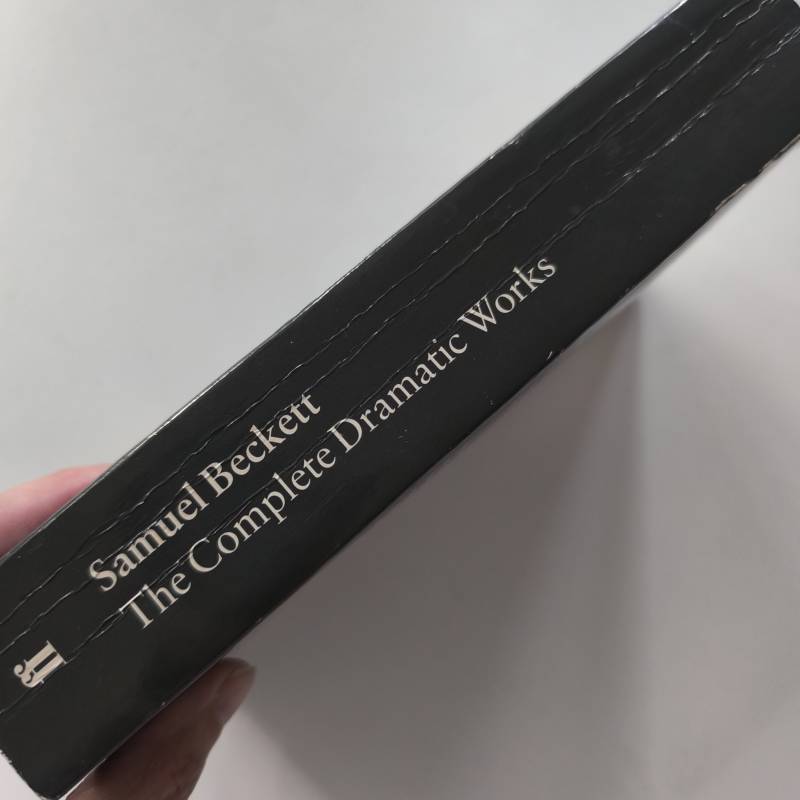 Samuel Beckett
The Complete Dramatic Works
ff